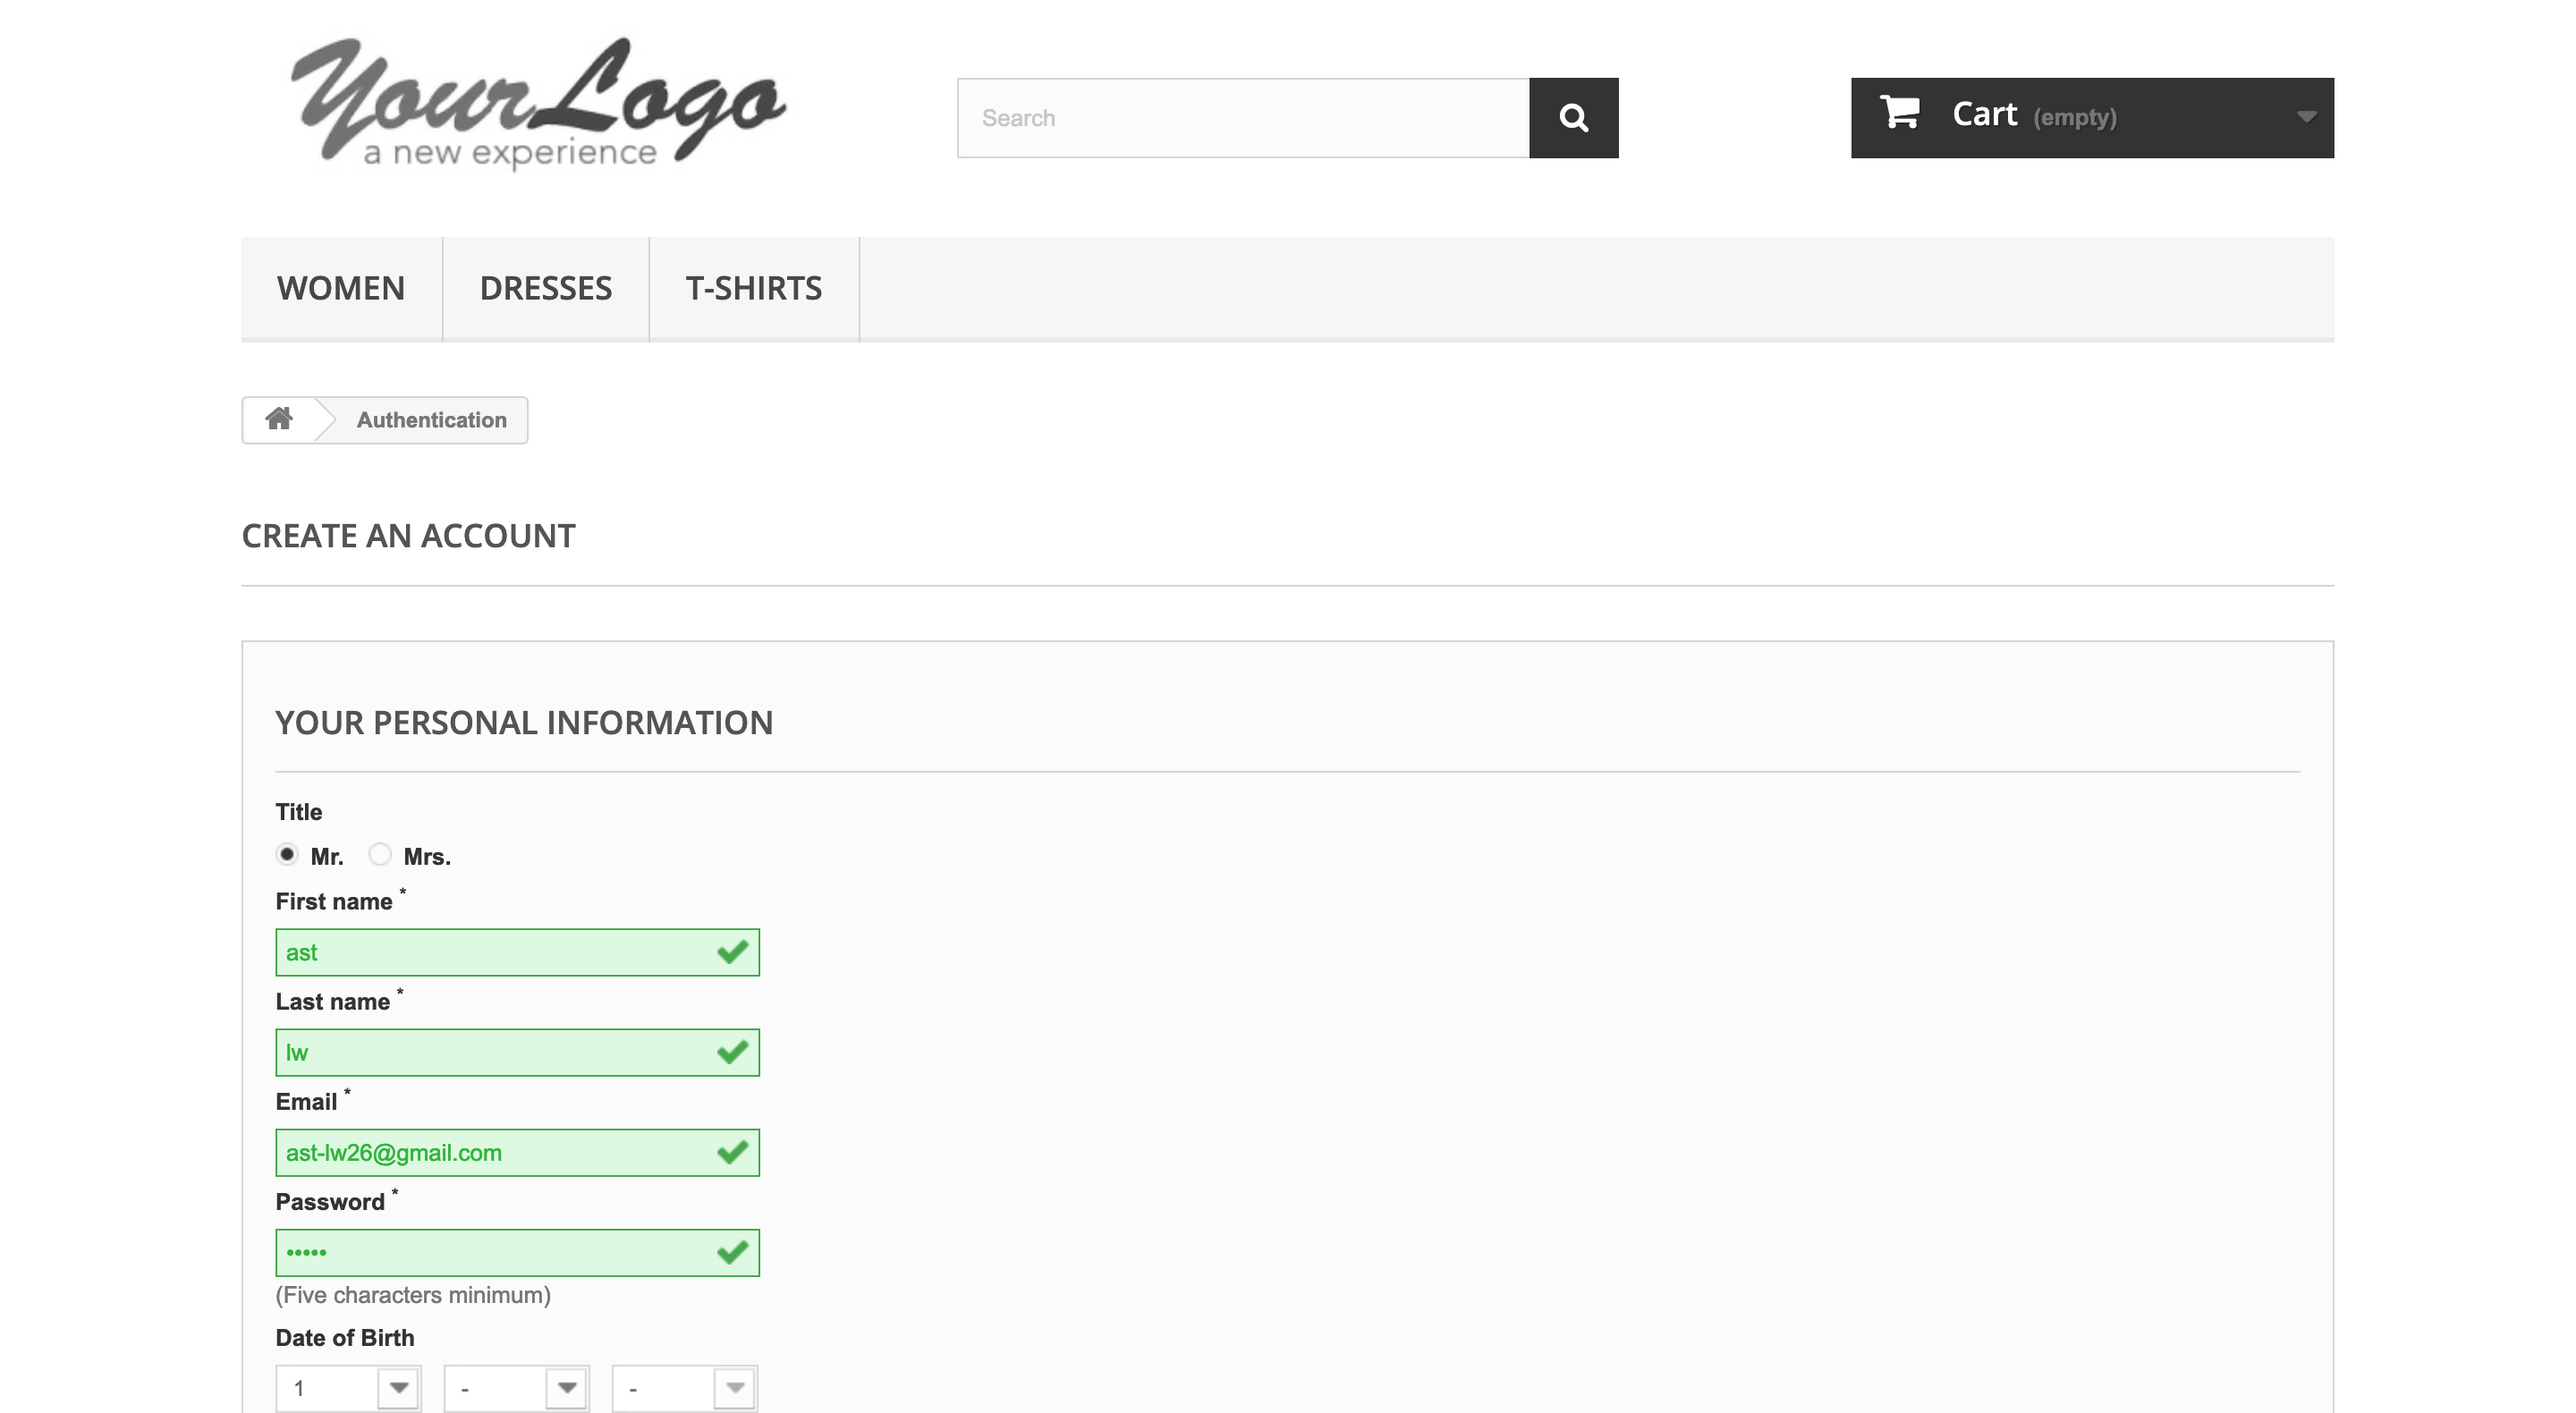 YourLogo
a new experience
Search
Cart (empty)
WOMEN DRESSES T-SHIRTS
Authentication
CREATE AN ACCOUNT
YOUR PERSONAL INFORMATION
Title
Mr. Mrs.
First name *
ast
Last name *
lw
Email *
ast-lw26@gmail.com
Password *
•••••
(Five characters minimum)
Date of Birth
1 - -